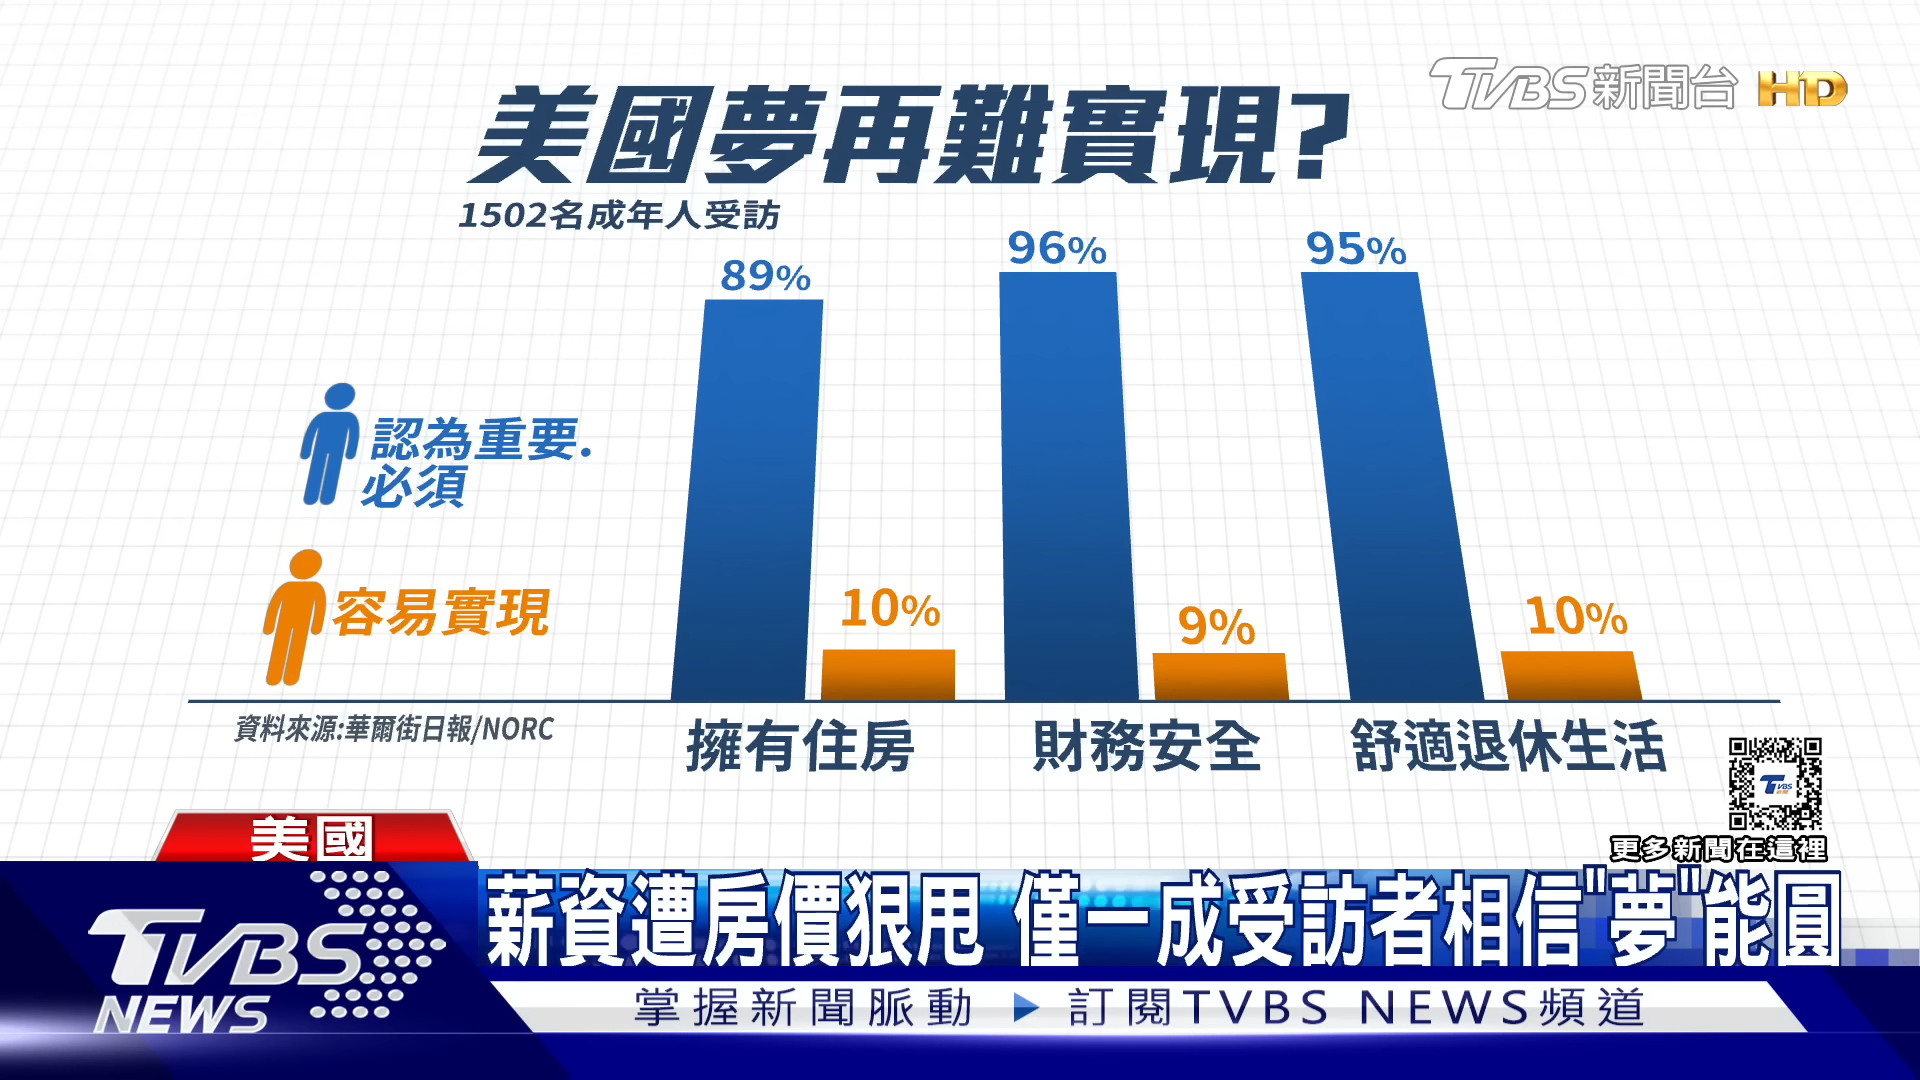 TVBS新聞台 HD
美國夢再難實現?
1502名成年人受訪
89%
96%
95%
認為重要.
必須
容易實現
10%
9%
10%
資料來源:華爾街日報/NORC
擁有住房
財務安全
舒適退休生活
TVBS
新聞
更多新聞在這裡
美國
薪資遭房價狠甩 僅一成受訪者相信"夢"能圓
TVBS
NEWS
掌握新聞脈動 ▶ 訂閱TVBS NEWS頻道